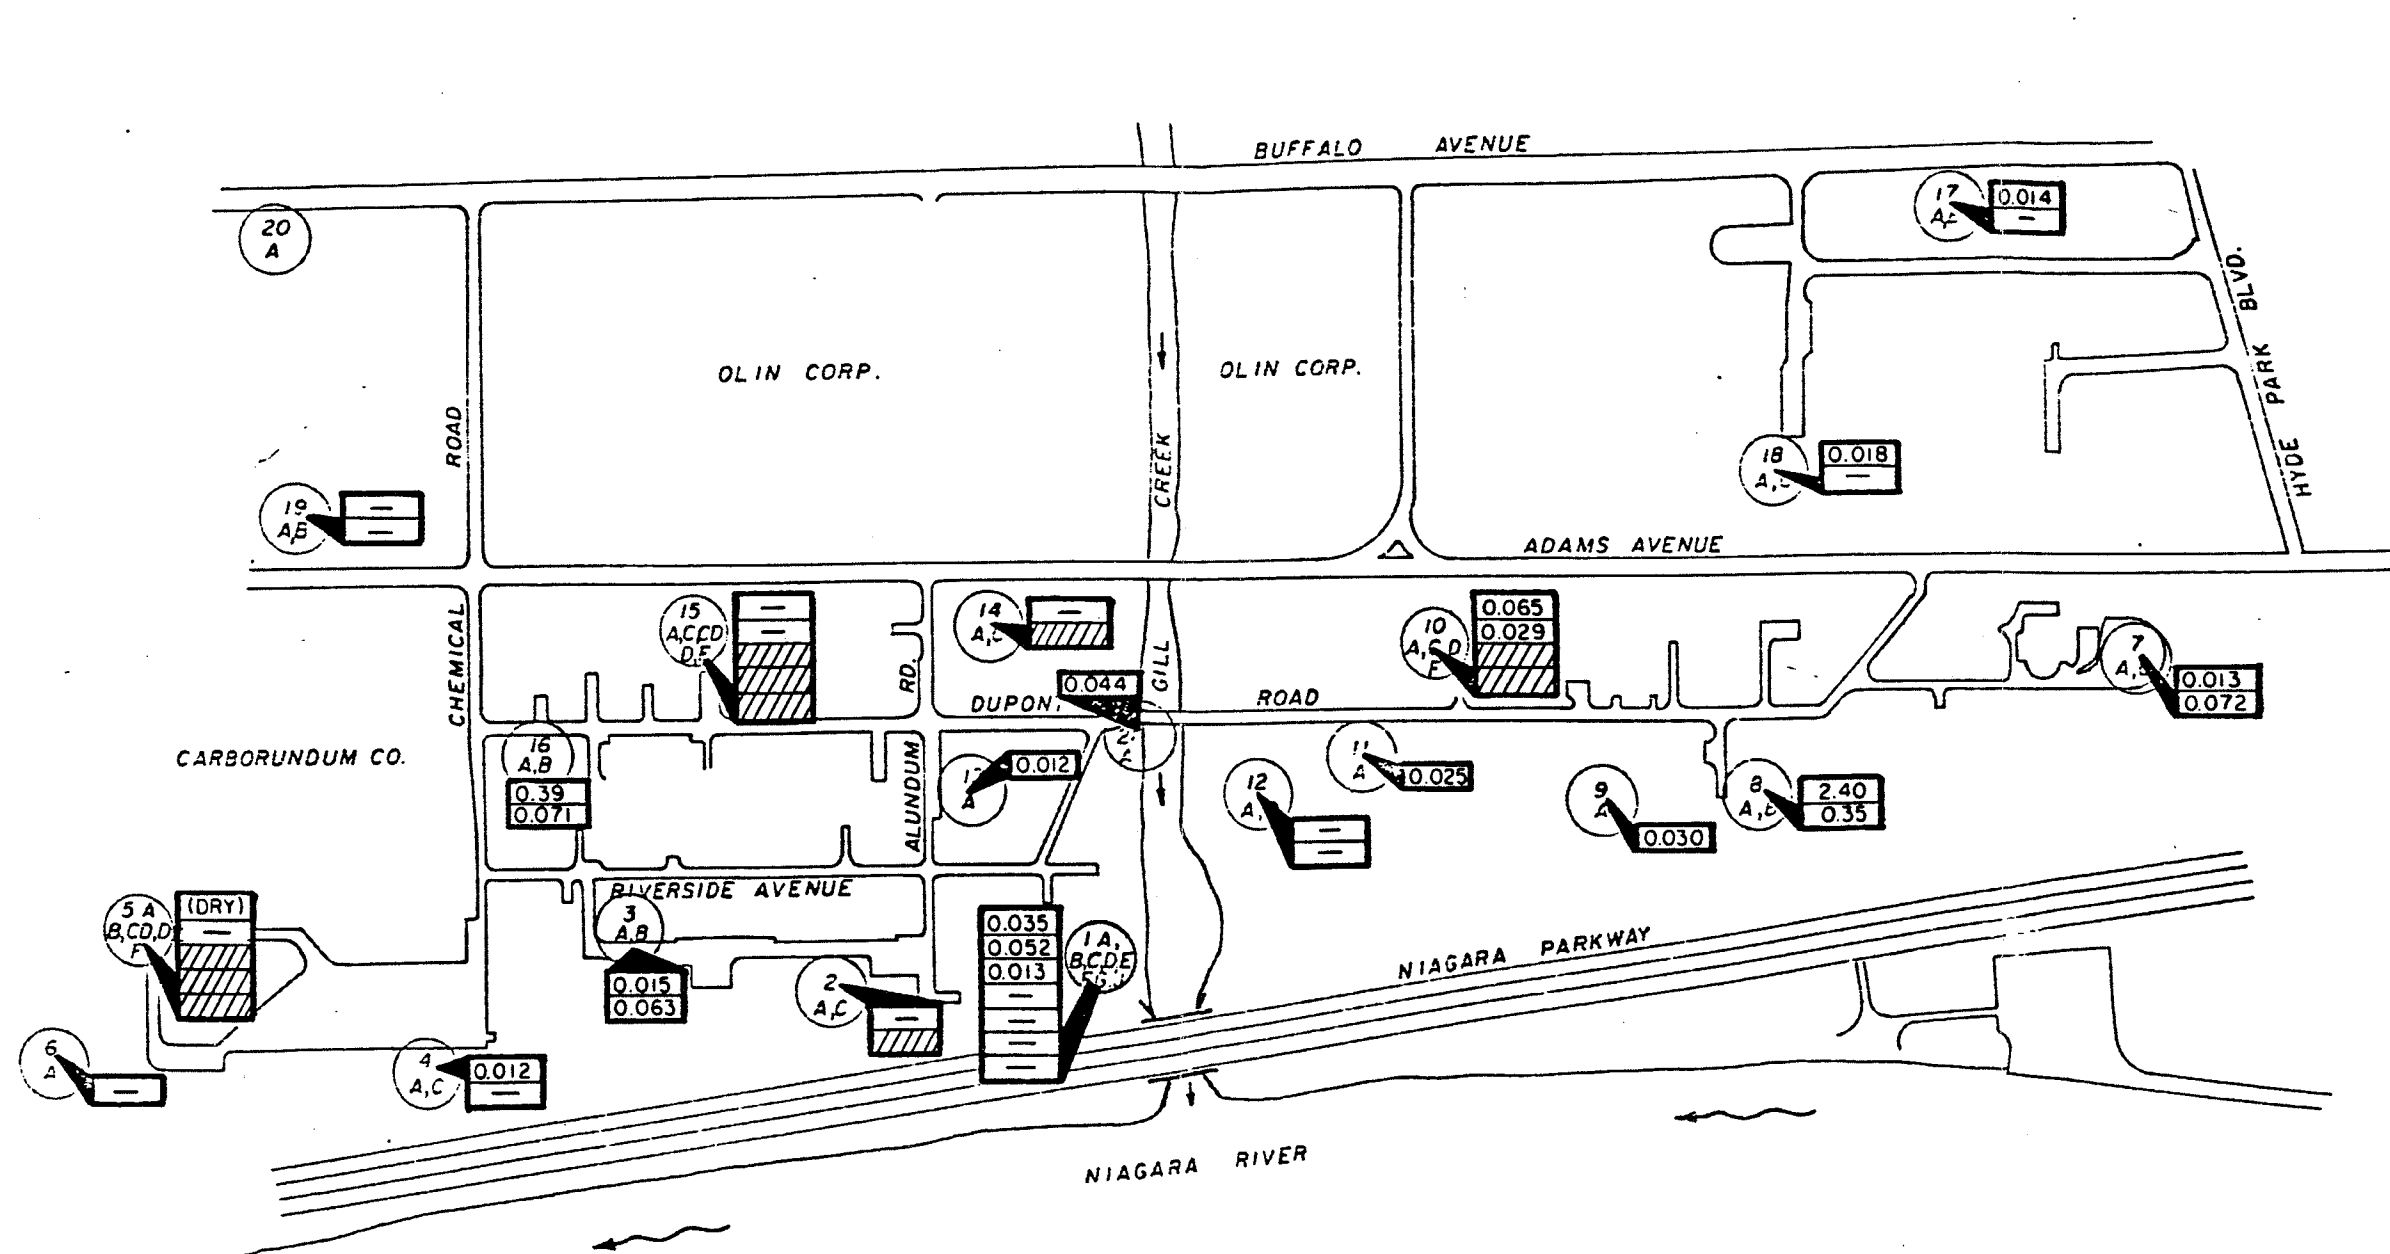 BUFFALO AVENUE
17
0.014
—
20
A
HYDE PARK BLVD.
OLIN CORP.
OLIN CORP.
CHEMICAL ROAD
GILL CREEK
18
0.018
—
19
A,B
—
—
ADAMS AVENUE
15
A,C,CD
D,F
—
—
14
—
10
0.065
0.029
7
0.013
0.072
0.044
DUPONT ROAD
ALUNDUM RD.
CARBORUNDUM CO.
16
A,B
0.39
0.071
A
0.012
11
A
0.025
12
—
—
9
A
0.030
8
2.40
0.35
RIVERSIDE AVENUE
5 A
B,CD,D
F
(DRY)
—
3
A,B
0.015
0.063
2
A,C
—
1 A,
B,C,D,E
0.035
0.052
0.013
—
—
—
—
NIAGARA PARKWAY
6
A
—
4
A,C
0.012
—
NIAGARA RIVER